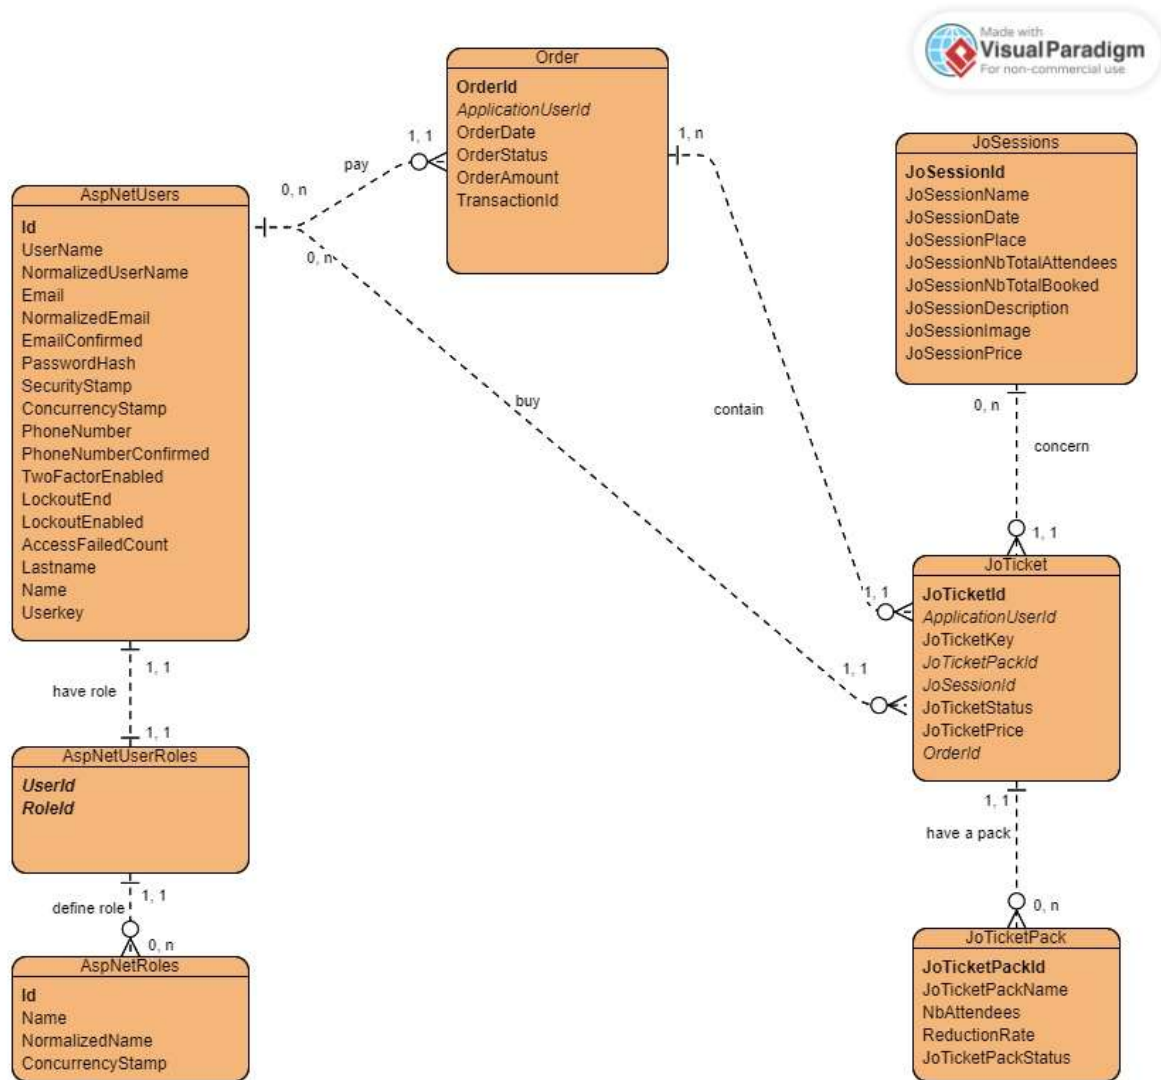 Made with
Visual Paradigm
For non-commercial use
Order
OrderId
ApplicationUserId
OrderDate
OrderStatus
OrderAmount
TransactionId
1, 1
pay
0, n
1, n
JoSessions
JoSessionId
JoSessionName
JoSessionDate
JoSessionPlace
JoSessionNbTotalAttendees
JoSessionNbTotalBooked
JoSessionDescription
JoSessionImage
JoSessionPrice
AspNetUsers
Id
UserName
NormalizedUserName
Email
NormalizedEmail
EmailConfirmed
PasswordHash
SecurityStamp
ConcurrencyStamp
PhoneNumber
PhoneNumberConfirmed
TwoFactorEnabled
LockoutEnd
LockoutEnabled
AccessFailedCount
Lastname
Name
Userkey
0, n
buy
contain
0, n
concern
1, 1
1, 1
1, 1
JoTicket
JoTicketId
ApplicationUserId
JoTicketKey
JoTicketPackId
JoSessionId
JoTicketStatus
JoTicketPrice
OrderId
1, 1
have role
1, 1
AspNetUserRoles
UserId
RoleId
1, 1
have a pack
0, n
1, 1
define role
0, n
AspNetRoles
Id
Name
NormalizedName
ConcurrencyStamp
JoTicketPack
JoTicketPackId
JoTicketPackName
NbAttendees
ReductionRate
JoTicketPackStatus